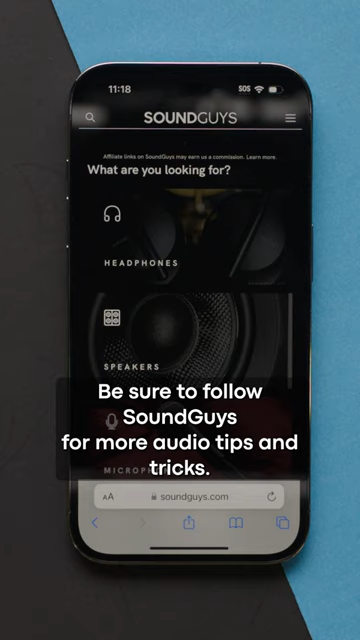 11:18
SOS
SOUNDGUYS
Affiliate links on SoundGuys may earn us a commission. Learn more.
What are you looking for?
HEADPHONES
SPEAKERS
Be sure to follow
SoundGuys
for more audio tips and
tricks.
MICROP
AA
soundguys.com